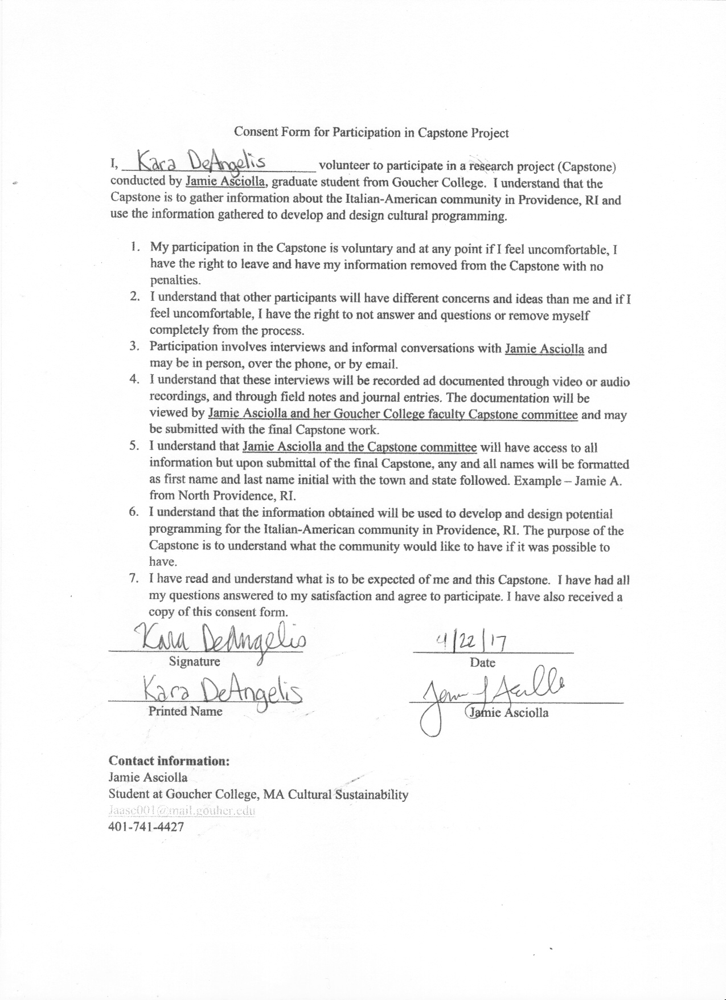 Consent Form for Participation in Capstone Project
I, Kara DeAngelis volunteer to participate in a research project (Capstone)
conducted by Jamie Asciolla, graduate student from Goucher College. I understand that the
Capstone is to gather information about the Italian-American community in Providence, RI and
use the information gathered to develop and design cultural programming.
1. My participation in the Capstone is voluntary and at any point if I feel uncomfortable, I
have the right to leave and have my information removed from the Capstone with no
penalties.
2. I understand that other participants will have different concerns and ideas than me and if I
feel uncomfortable, I have the right to not answer and questions or remove myself
completely from the process.
3. Participation involves interviews and informal conversations with Jamie Asciolla and
may be in person, over the phone, or by email.
4. I understand that these interviews will be recorded ad documented through video or audio
recordings, and through field notes and journal entries. The documentation will be
viewed by Jamie Asciolla and her Goucher College faculty Capstone committee and may
be submitted with the final Capstone work.
5. I understand that Jamie Asciolla and the Capstone committee will have access to all
information but upon submittal of the final Capstone, any and all names will be formatted
as first name and last name initial with the town and state followed. Example – Jamie A.
from North Providence, RI.
6. I understand that the information obtained will be used to develop and design potential
programming for the Italian-American community in Providence, RI. The purpose of the
Capstone is to understand what the community would like to have if it was possible to
have.
7. I have read and understand what is to be expected of me and this Capstone. I have had all
my questions answered to my satisfaction and agree to participate. I have also received a
copy of this consent form.
Kara DeAngelis 4/22/17
Signature Date
Kara DeAngelis
Printed Name Jamie Asciolla
Contact information:
Jamie Asciolla
Student at Goucher College, MA Cultural Sustainability
Jaasc001@mail.gouher.edu
401-741-4427